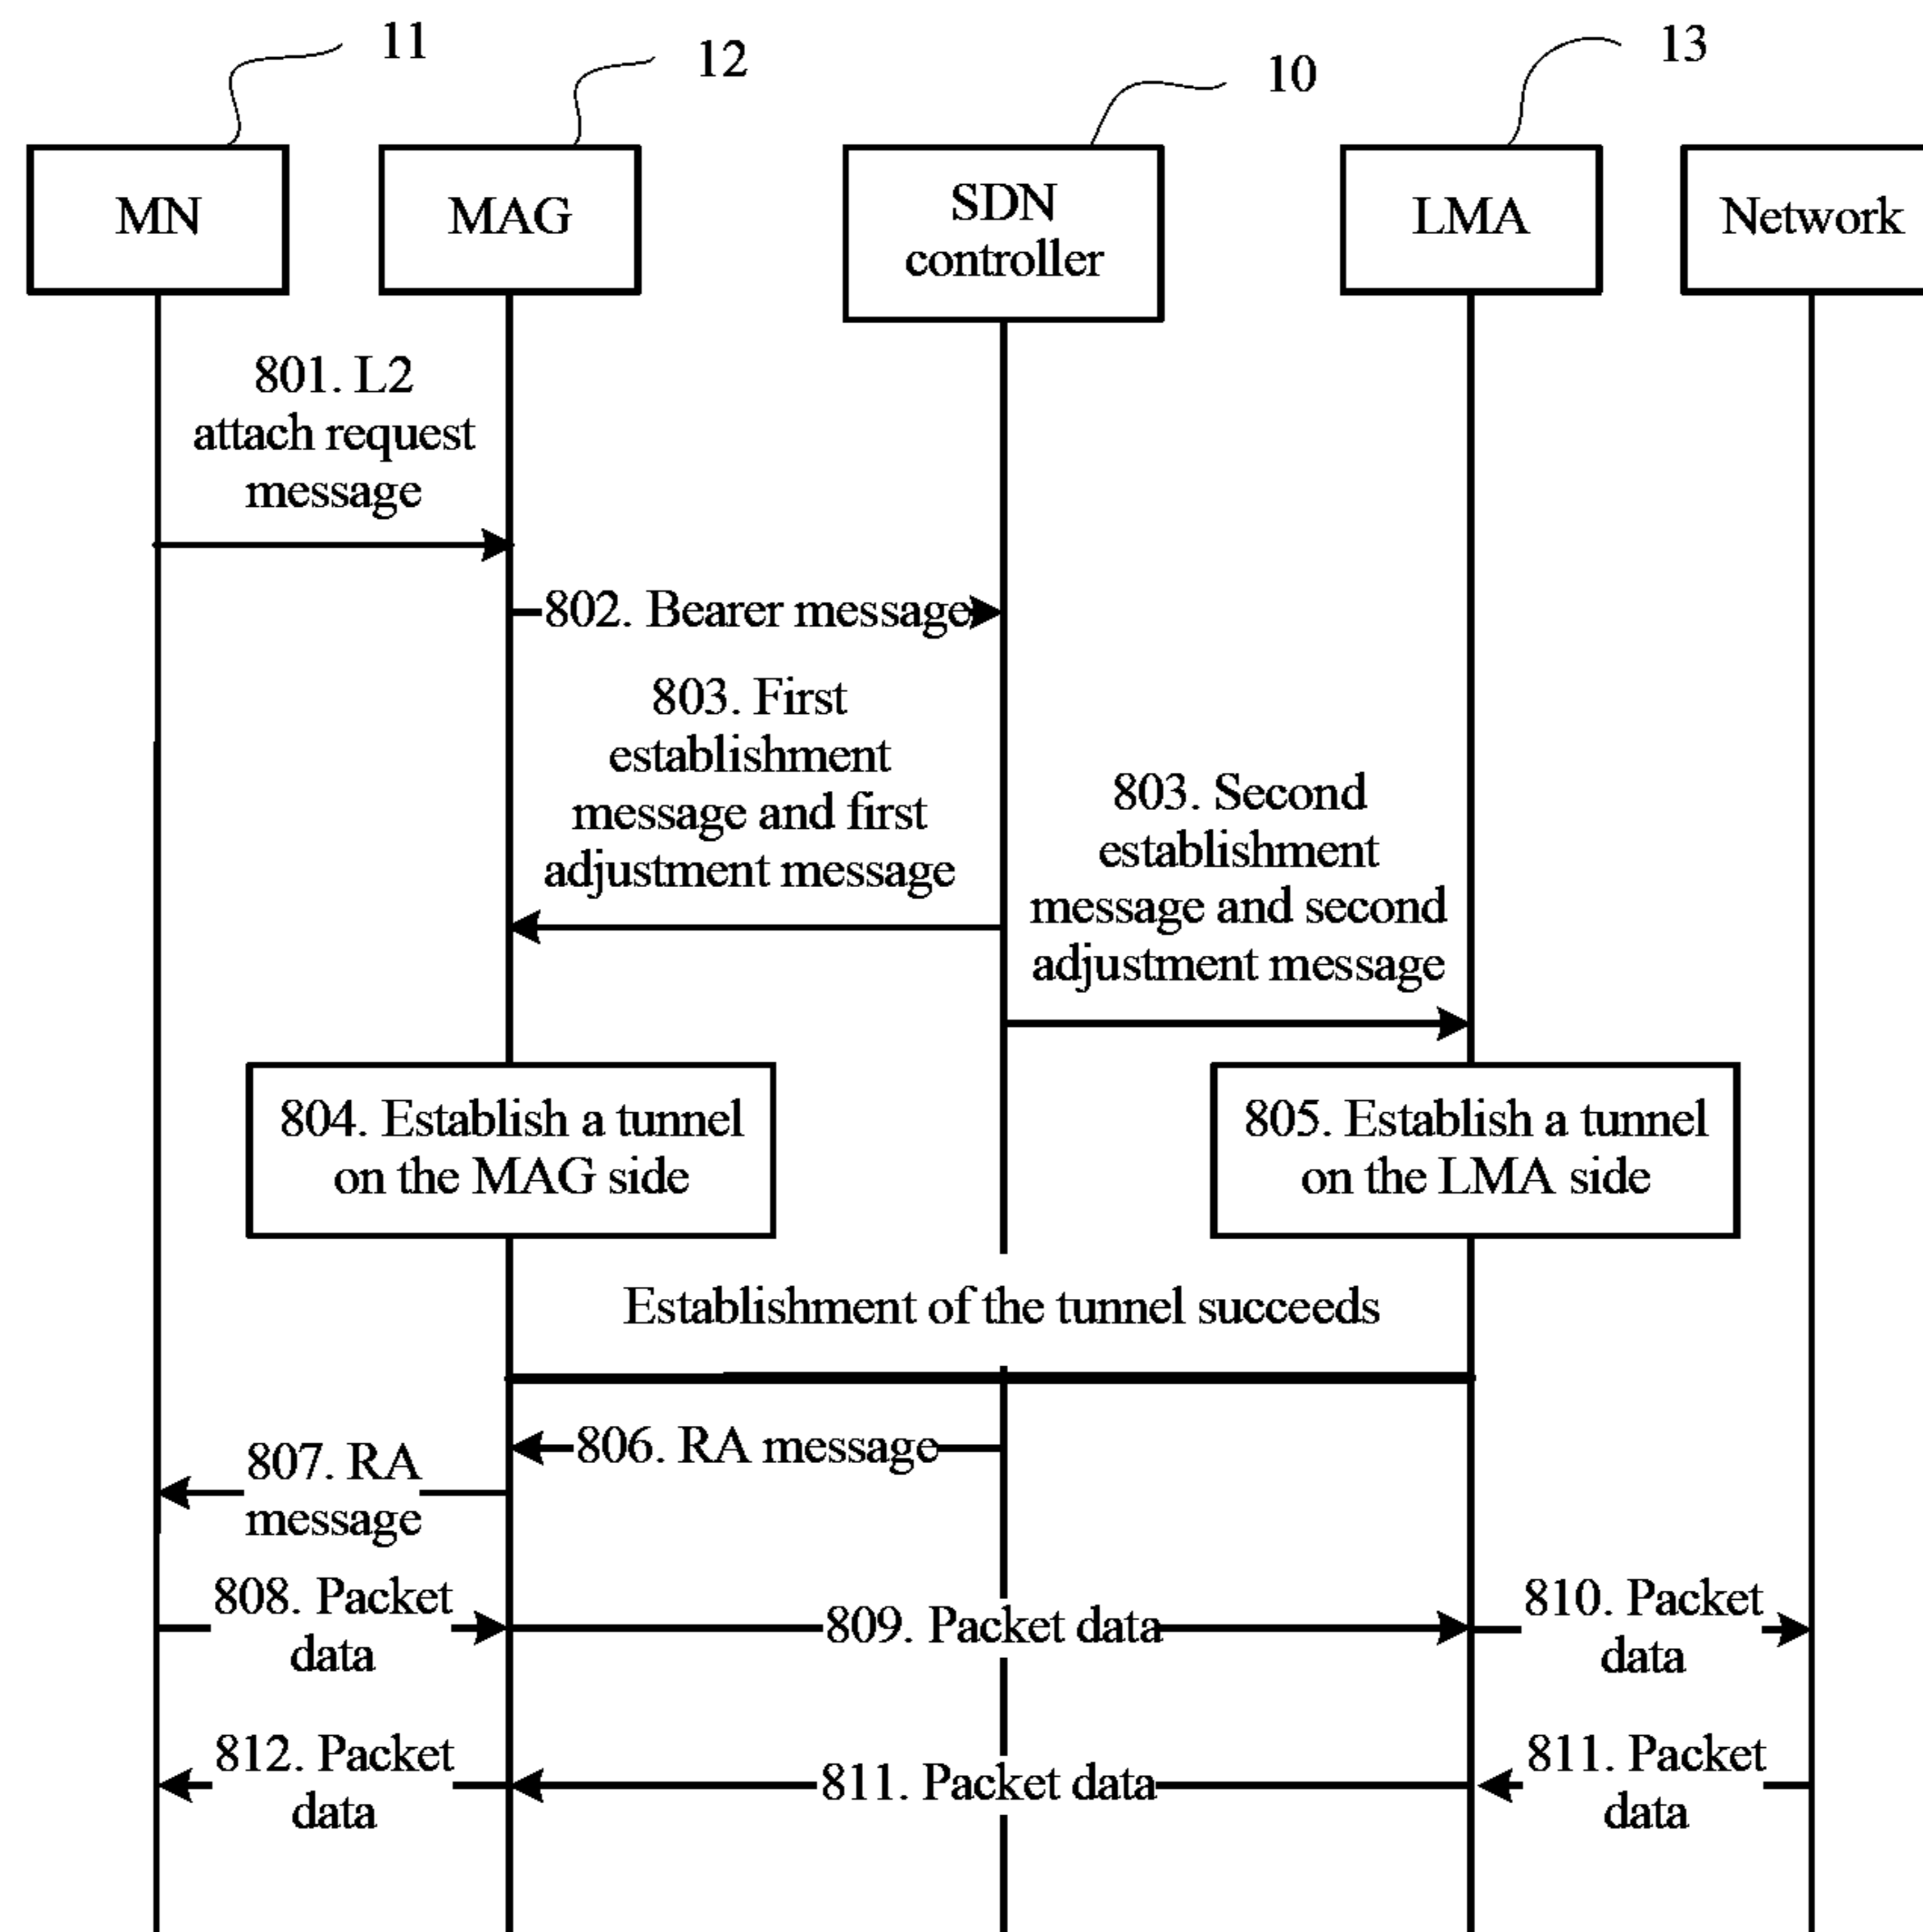 11
12
10
13
MN
MAG
SDN
controller
LMA
Network
801. L2
attach request
message
802. Bearer message
803. First
establishment
message and first
adjustment message
803. Second
establishment
message and second
adjustment message
804. Establish a tunnel
on the MAG side
805. Establish a tunnel
on the LMA side
Establishment of the tunnel succeeds
806. RA message
807. RA
message
808. Packet
data
809. Packet data
810. Packet
data
812. Packet
data
811. Packet data
811. Packet
data